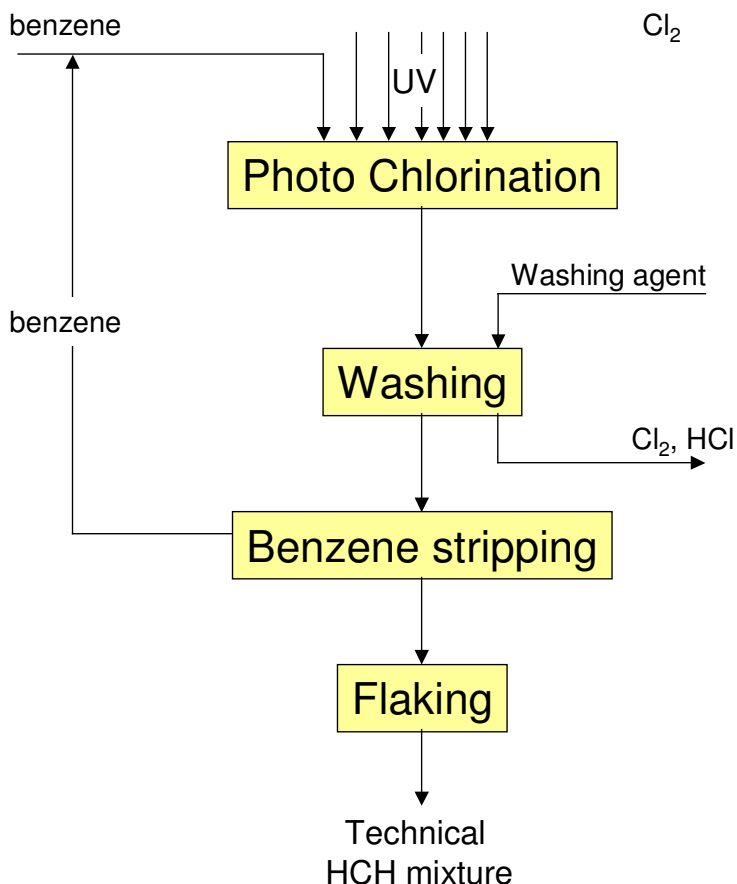 benzene
Cl₂
UV
Photo Chlorination
Washing agent
benzene
Washing
Cl₂, HCl
Benzene stripping
Flaking
Technical
HCH mixture